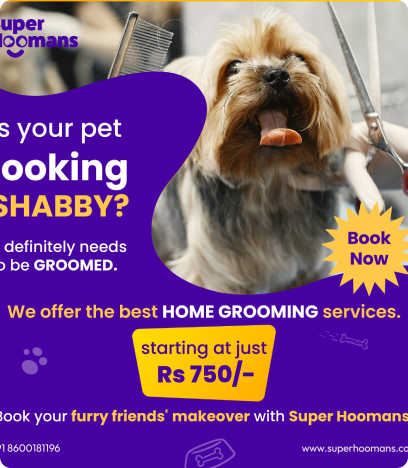 Super
Hoomans
s your pet
ooking
SHABBY?
definitely needs
o be GROOMED.
Book
Now
We offer the best HOME GROOMING services.
starting at just
Rs 750/-
Book your furry friends' makeover with Super Hoomans
91 8600181196
www.superhoomans.co